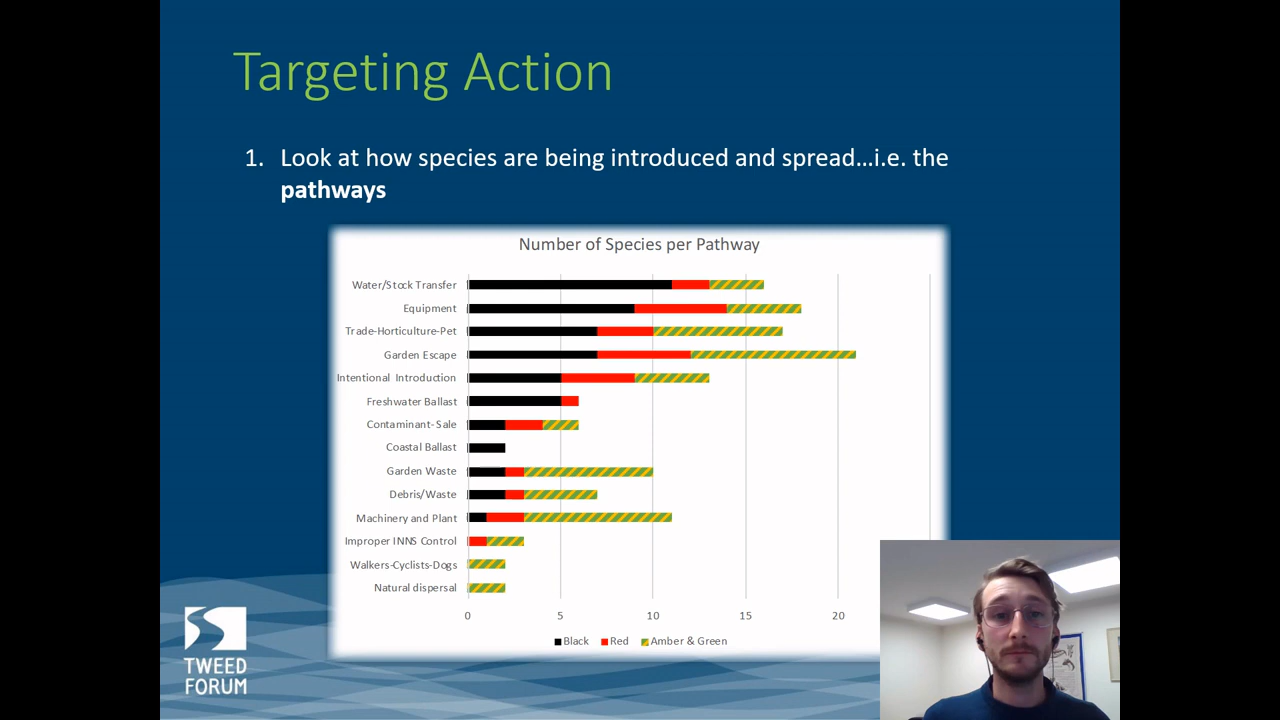 Targeting Action
1. Look at how species are being introduced and spread...i.e. the
pathways
Number of Species per Pathway
Water/Stock Transfer
Equipment
Trade-Horticulture-Pet
Garden Escape
Intentional Introduction
Freshwater Ballast
Contaminant- Sale
Coastal Ballast
Garden Waste
Debris/Waste
Machinery and Plant
Improper INNS Control
Walkers-Cyclists-Dogs
Natural dispersal
0 5 10 15 20
Black Red Amber & Green
TWEED
FORUM